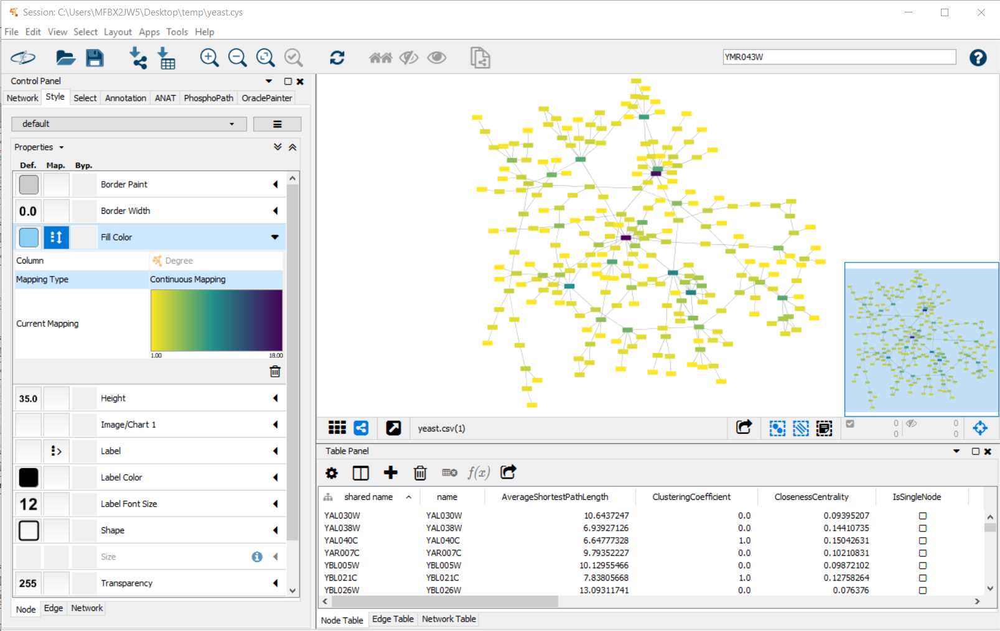 Session: C:\Users\MFBX2JW5\Desktop\temp\yeast.cys
File Edit View Select Layout Apps Tools Help
YMR043W
?
Control Panel
Network Style Select Annotation ANAT PhosphoPath OraclePainter
default
Properties
Def. Map. Byp.
Border Paint
0.0 Border Width
Fill Color
Column Degree
Mapping Type Continuous Mapping
Current Mapping
1.00 18.00
35.0 Height
Image/Chart 1
Label
Label Color
12 Label Font Size
Shape
Size i
255 Transparency
Node Edge Network
yeast.csv(1)
0 0
0 0
Table Panel
f(x)
shared name name AverageShortestPathLength ClusteringCoefficient ClosenessCentrality IsSingleNode
YAL030W YAL030W 10.6437247 0.0 0.09395207
YAL038W YAL038W 6.93927126 0.0 0.14410735
YAL040C YAL040C 6.64777328 1.0 0.15042631
YAR007C YAR007C 9.79352227 0.0 0.10210831
YBL005W YBL005W 10.12955466 0.0 0.09872102
YBL021C YBL021C 7.83805668 1.0 0.12758264
YBL026W YBL026W 13.09311741 0.0 0.076376
Node Table Edge Table Network Table